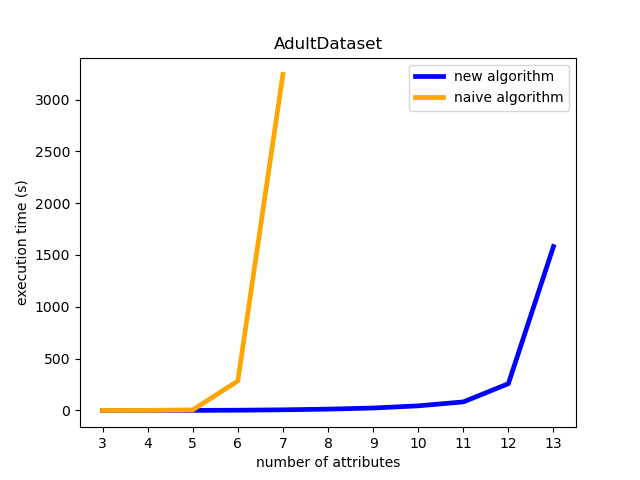 AdultDataset
new algorithm
naive algorithm
execution time (s)
3000
2500
2000
1500
1000
500
0
3 4 5 6 7 8 9 10 11 12 13
number of attributes